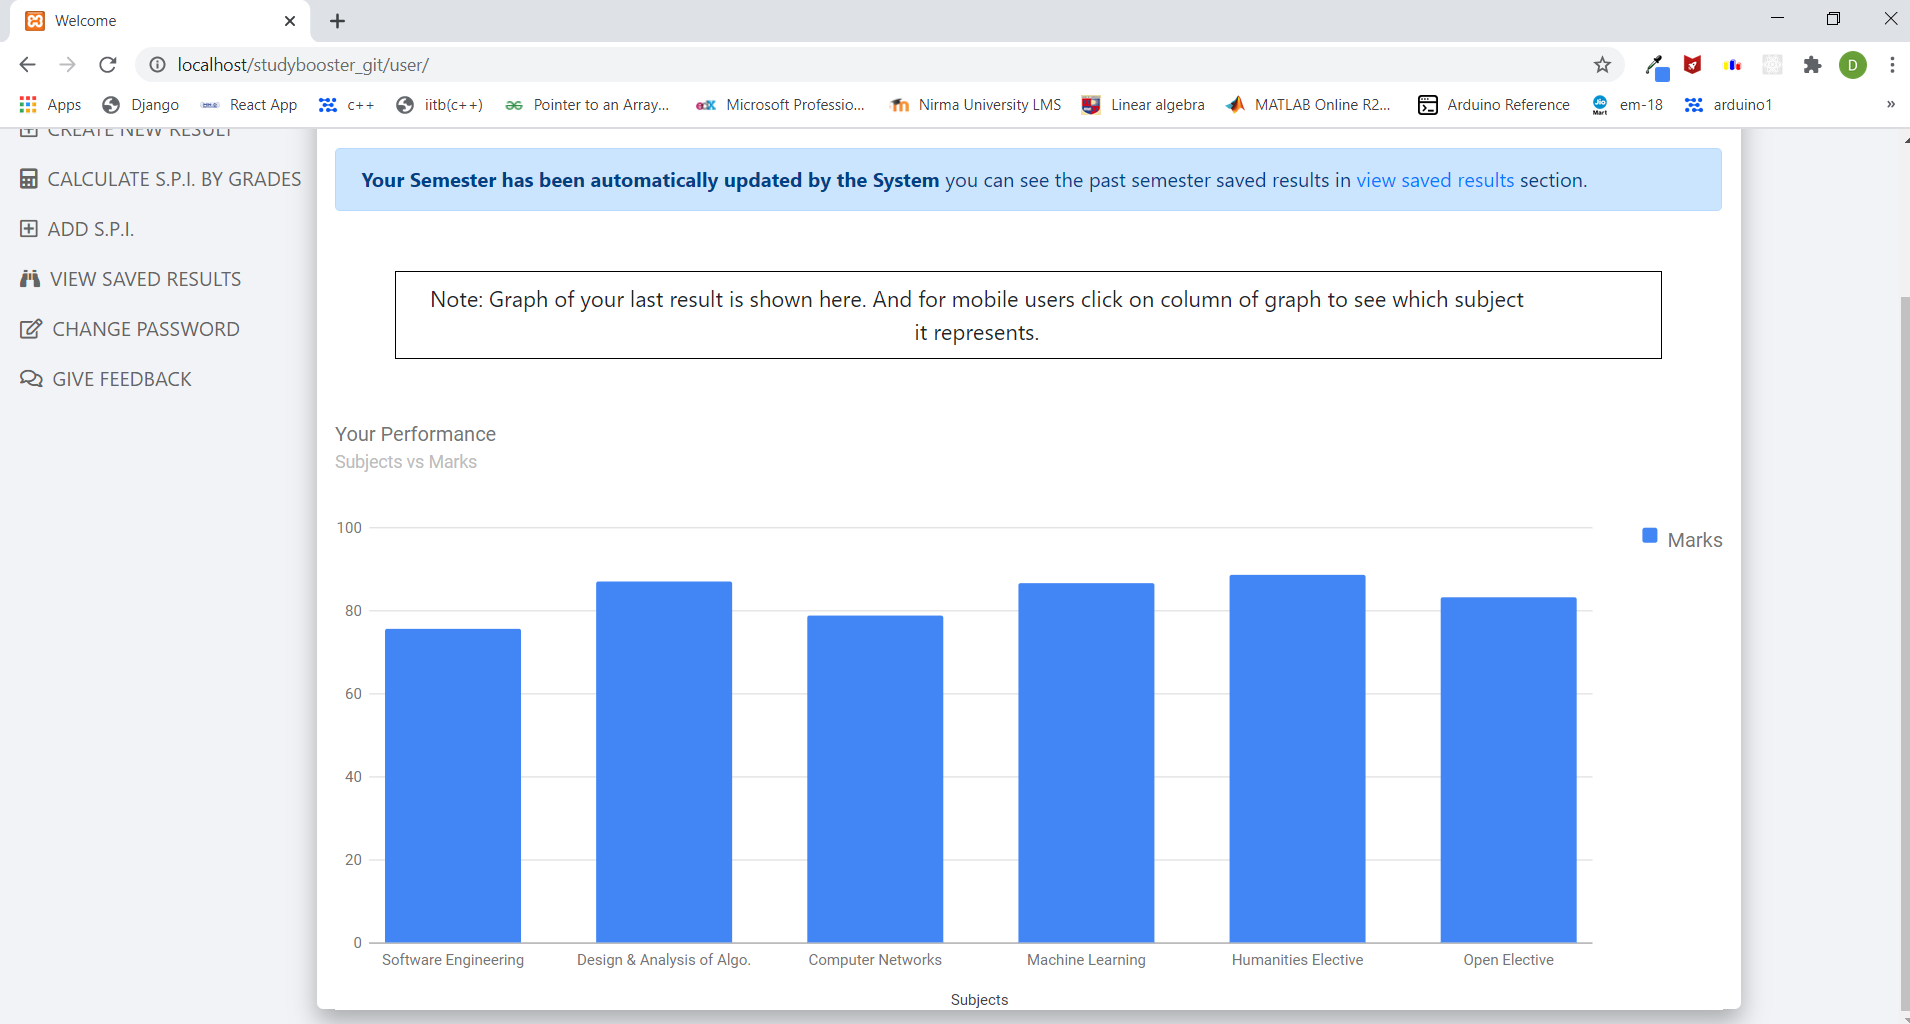 Welcome
localhost/studybooster_git/user/
D
Apps Django React App c++ iitb(c++) Pointer to an Array... Microsoft Professio... Nirma University LMS Linear algebra MATLAB Online R2... Arduino Reference em-18 arduino1 »
CREATE NEW RESULT
CALCULATE S.P.I. BY GRADES
ADD S.P.I.
VIEW SAVED RESULTS
CHANGE PASSWORD
GIVE FEEDBACK
Your Semester has been automatically updated by the System you can see the past semester saved results in view saved results section.
Note: Graph of your last result is shown here. And for mobile users click on column of graph to see which subject
it represents.
Your Performance
Subjects vs Marks
100
80
60
40
20
0
Marks
Software Engineering Design & Analysis of Algo. Computer Networks Machine Learning Humanities Elective Open Elective
Subjects